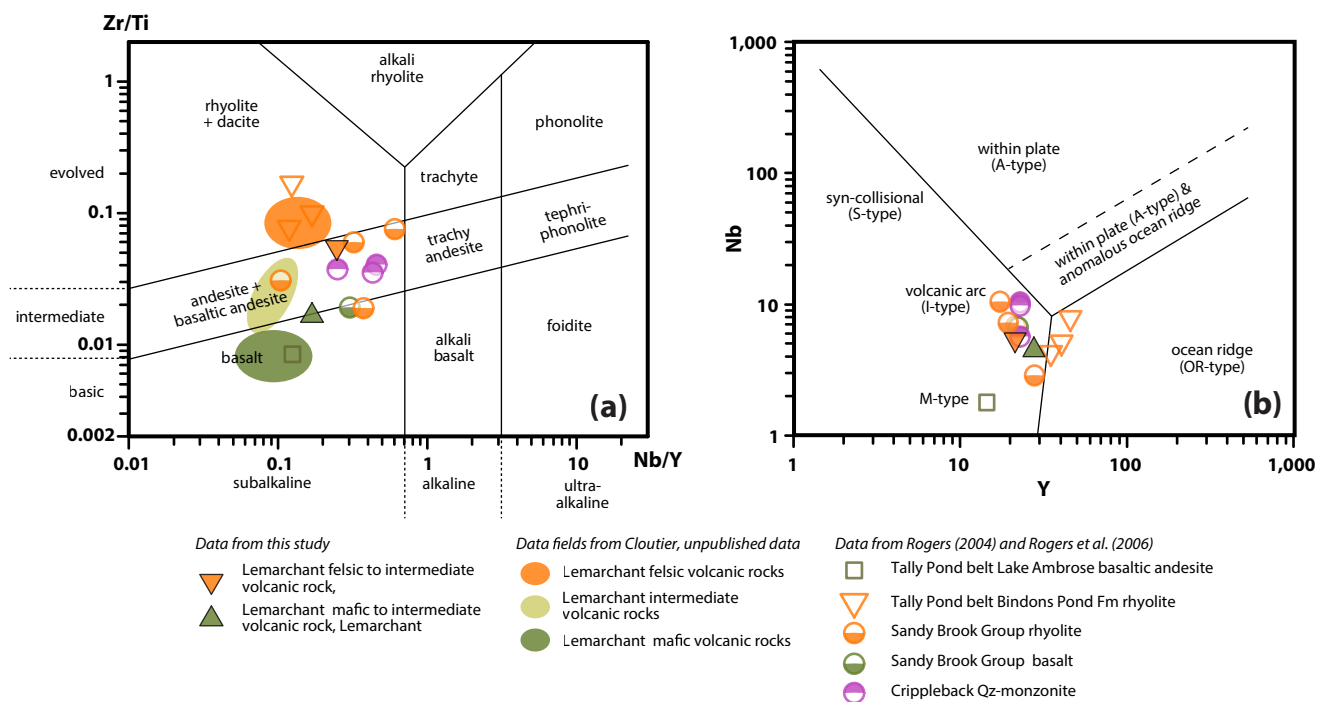 Zr/Ti
1
0.1
0.01
0.002
evolved
intermediate
basic
alkali
rhyolite
rhyolite
+ dacite
phonolite
trachyte
tephri-
phonolite
trachy
andesite
andesite +
basaltic andesite
basalt
alkali
basalt
foidite
(a)
0.01
0.1
1
10
Nb/Y
subalkaline
alkaline
ultra-
alkaline
1,000
100
10
1
Nb
within plate
(A-type)
syn-collisional
(S-type)
within plate (A-type) &
anomalous ocean ridge
volcanic arc
(I-type)
ocean ridge
(OR-type)
M-type
(b)
1
10
100
1,000
Y
Data from this study
Lemarchant felsic to intermediate
volcanic rock,
Lemarchant mafic to intermediate
volcanic rock, Lemarchant
Data fields from Cloutier, unpublished data
Lemarchant felsic volcanic rocks
Lemarchant intermediate
volcanic rocks
Lemarchant mafic volcanic rocks
Data from Rogers (2004) and Rogers et al. (2006)
Tally Pond belt Lake Ambrose basaltic andesite
Tally Pond belt Bindons Pond Fm rhyolite
Sandy Brook Group rhyolite
Sandy Brook Group basalt
Crippleback Qz-monzonite